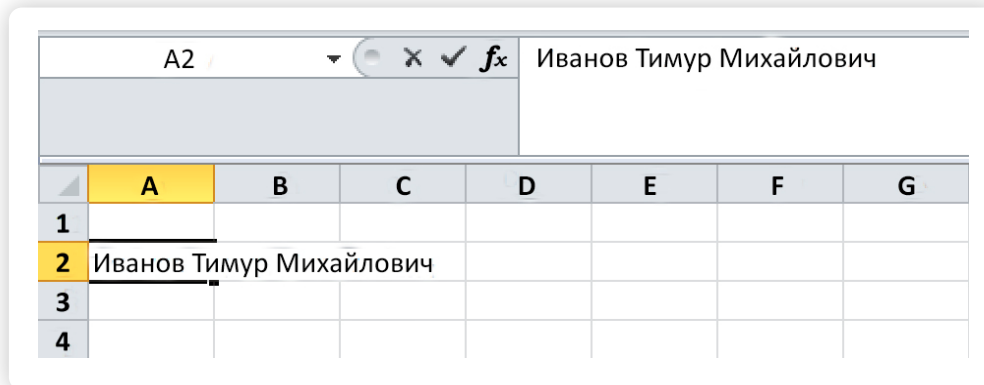 A2 fx Иванов Тимур Михайлович
A B C D E F G
1
2 Иванов Тимур Михайлович
3
4